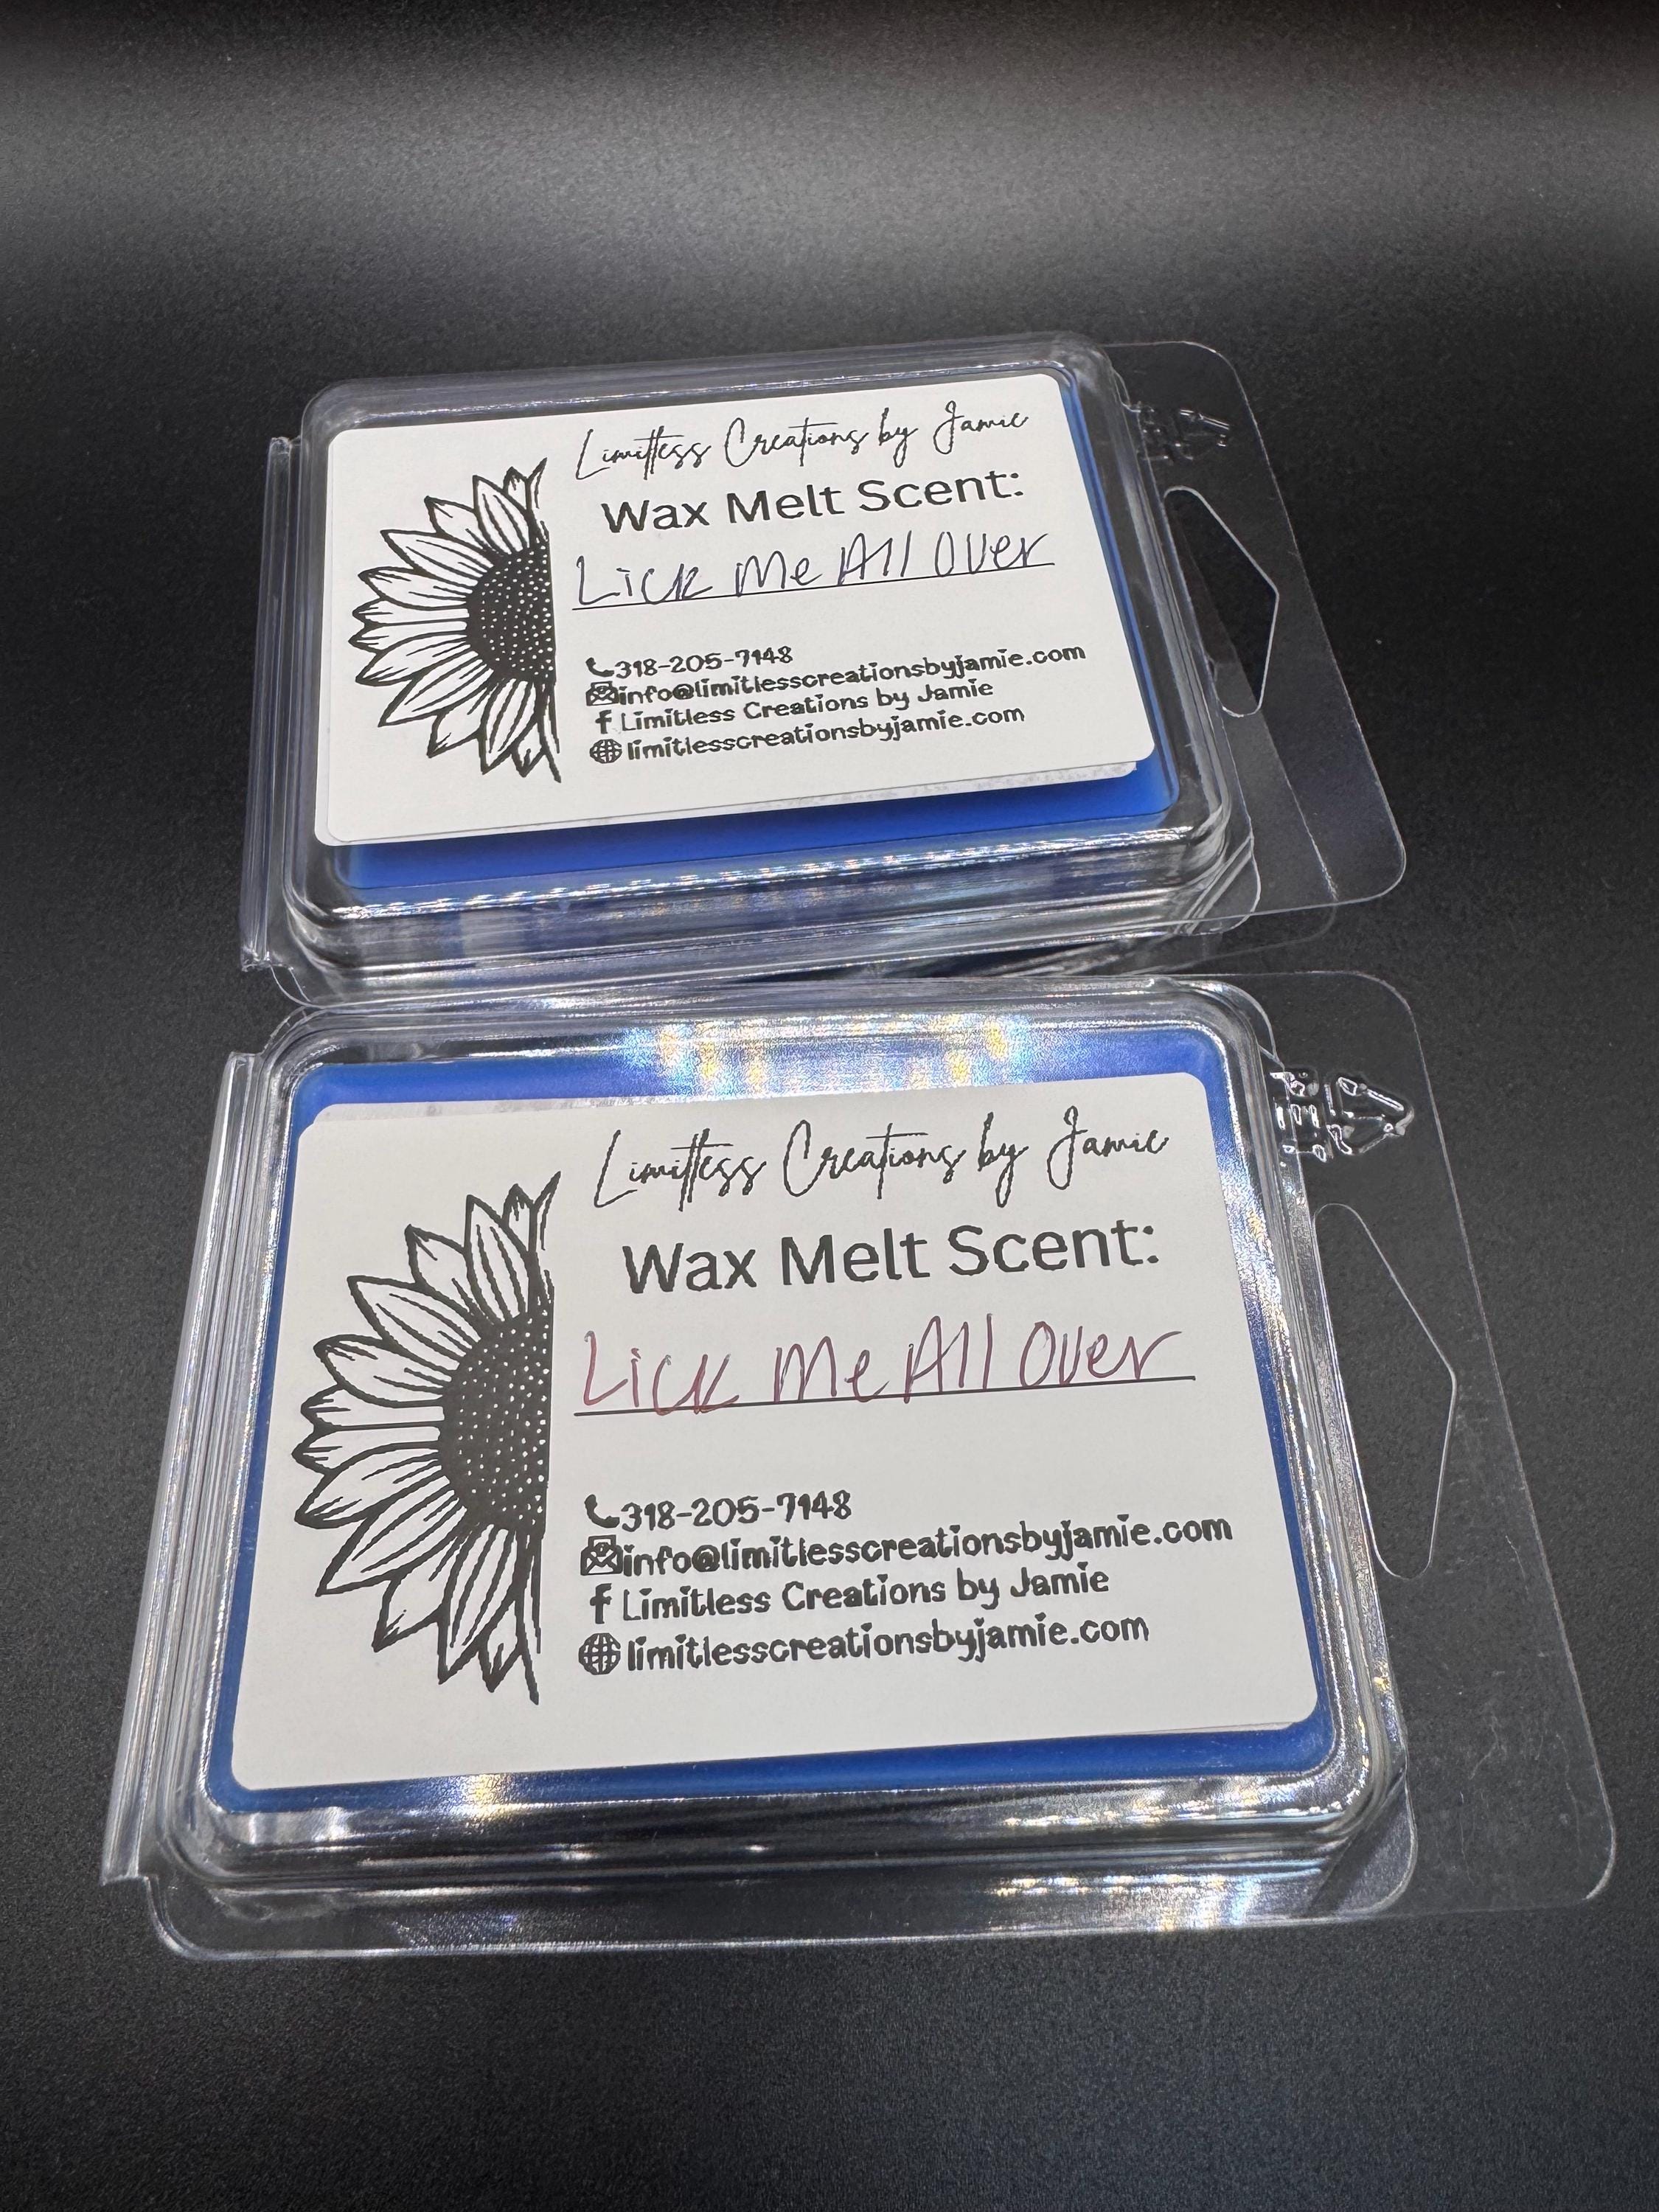 Limitless Creations by Jamie
Wax Melt Scent:
Lick Me All Over
318-205-7148
info@limitlesscreationsbyjamie.com
f Limitless Creations by Jamie
limitlesscreationsbyjamie.com
Limitless Creations by Jamie
Wax Melt Scent:
Lick Me All Over
318-205-7148
info@limitlesscreationsbyjamie.com
f Limitless Creations by Jamie
limitlesscreationsbyjamie.com